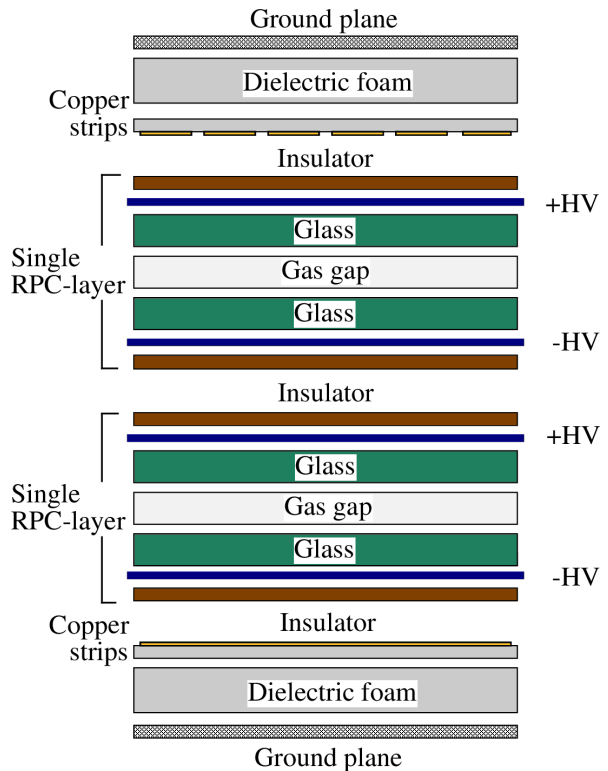 Ground plane
Dielectric foam
Copper
strips
Insulator
+HV
Glass
Single
RPC-layer
Gas gap
Glass
-HV
Insulator
+HV
Glass
Single
RPC-layer
Gas gap
Glass
-HV
Insulator
Copper
strips
Dielectric foam
Ground plane